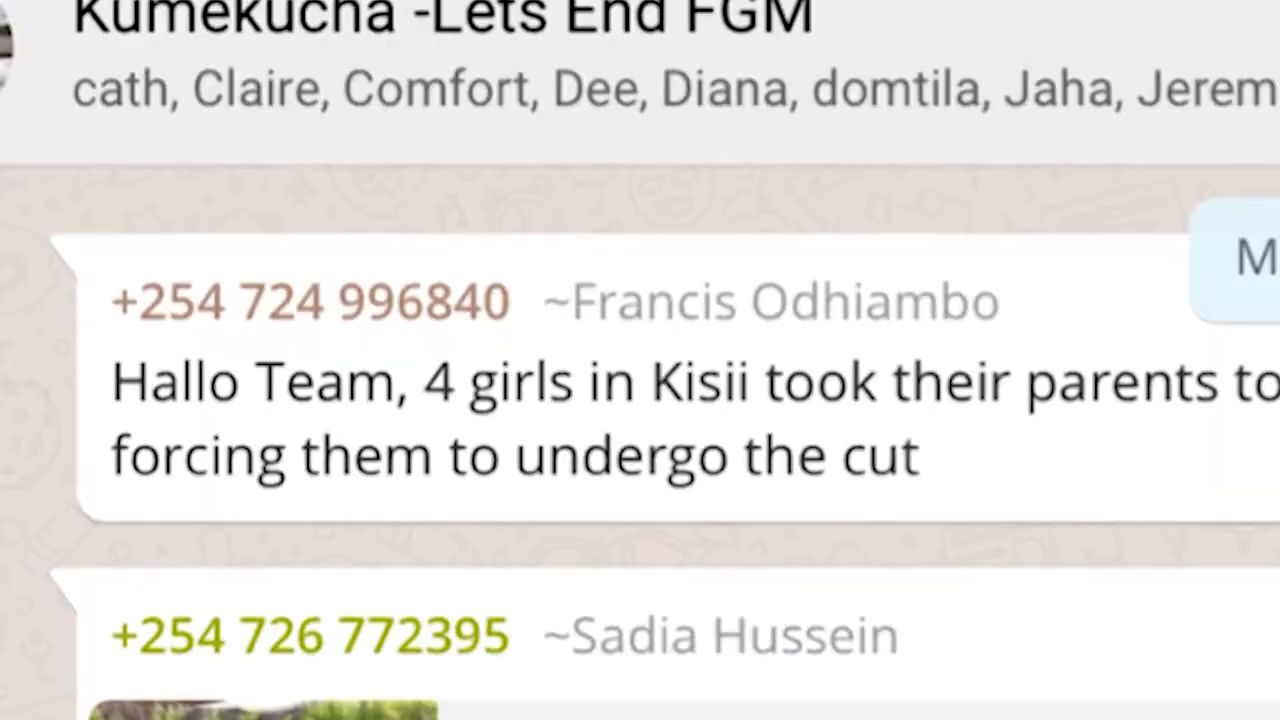 Kumekucha -Lets End FGM
cath, Claire, Comfort, Dee, Diana, domtila, Jaha, Jerem
M
+254 724 996840 ~Francis Odhiambo
Hallo Team, 4 girls in Kisii took their parents to
forcing them to undergo the cut
+254 726 772395 ~Sadia Hussein